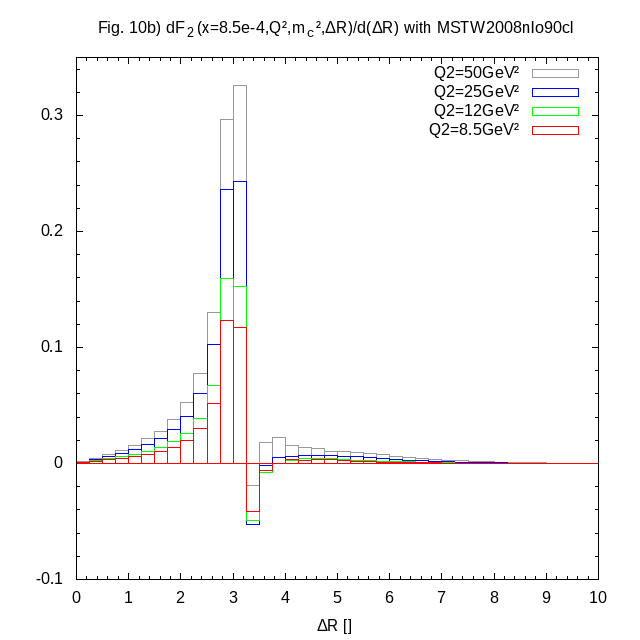 Fig. 10b) dF₂(x=8.5e-4,Q²,m_c²,ΔR)/d(ΔR) with MSTW2008nlo90cl
Q2=50GeV²
Q2=25GeV²
Q2=12GeV²
Q2=8.5GeV²
0.3
0.2
0.1
0
-0.1
0 1 2 3 4 5 6 7 8 9 10
ΔR []